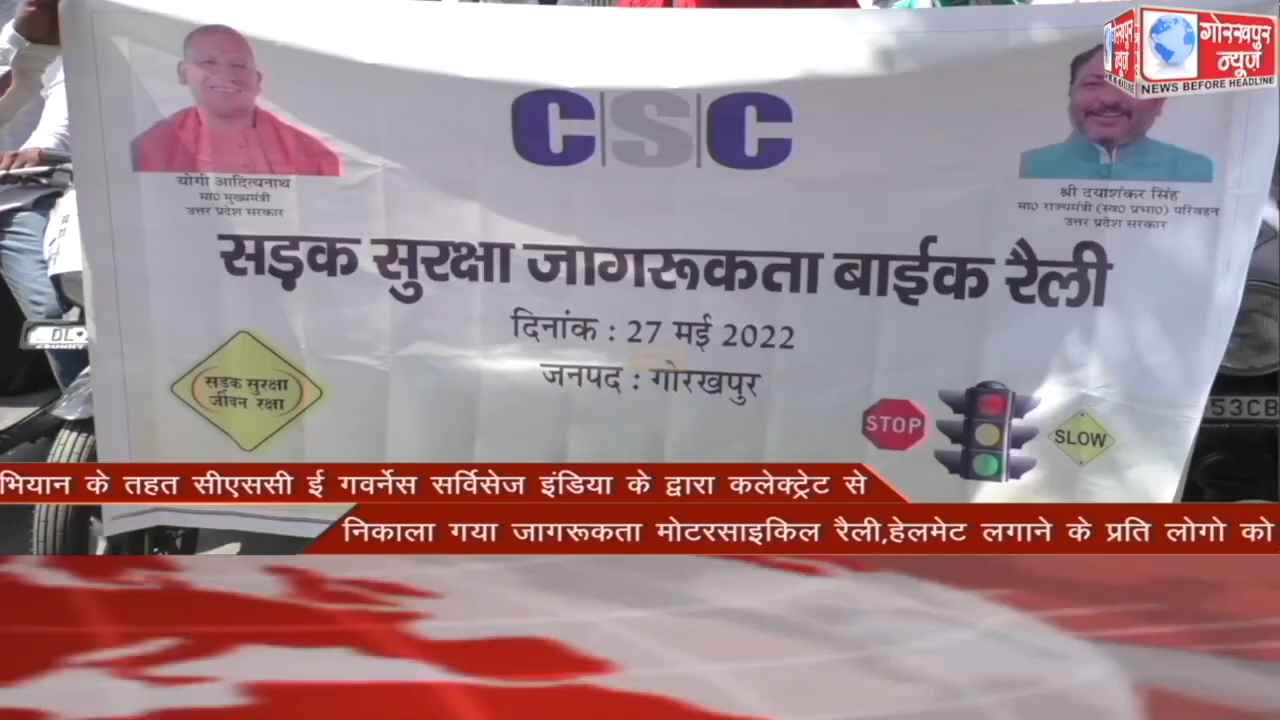 गोरखपुर
न्यूज़
NEWS BEFORE HEADLINE
CSC
योगी आदित्यनाथ
मा0 मुख्यमंत्री
उत्तर प्रदेश सरकार
श्री दयाशंकर सिंह
मा0 राज्यमंत्री (स्व0 प्रभा0) परिवहन
उत्तर प्रदेश सरकार
सड़क सुरक्षा जागरूकता बाईक रैली
दिनांक : 27 मई 2022
जनपद : गोरखपुर
सड़क सुरक्षा
जीवन रक्षा
STOP
SLOW
DL
53CB
भियान के तहत सीएससी ई गवर्नेस सर्विसेज इंडिया के द्वारा कलेक्ट्रेट से
निकाला गया जागरूकता मोटरसाइकिल रैली,हेलमेट लगाने के प्रति लोगो को